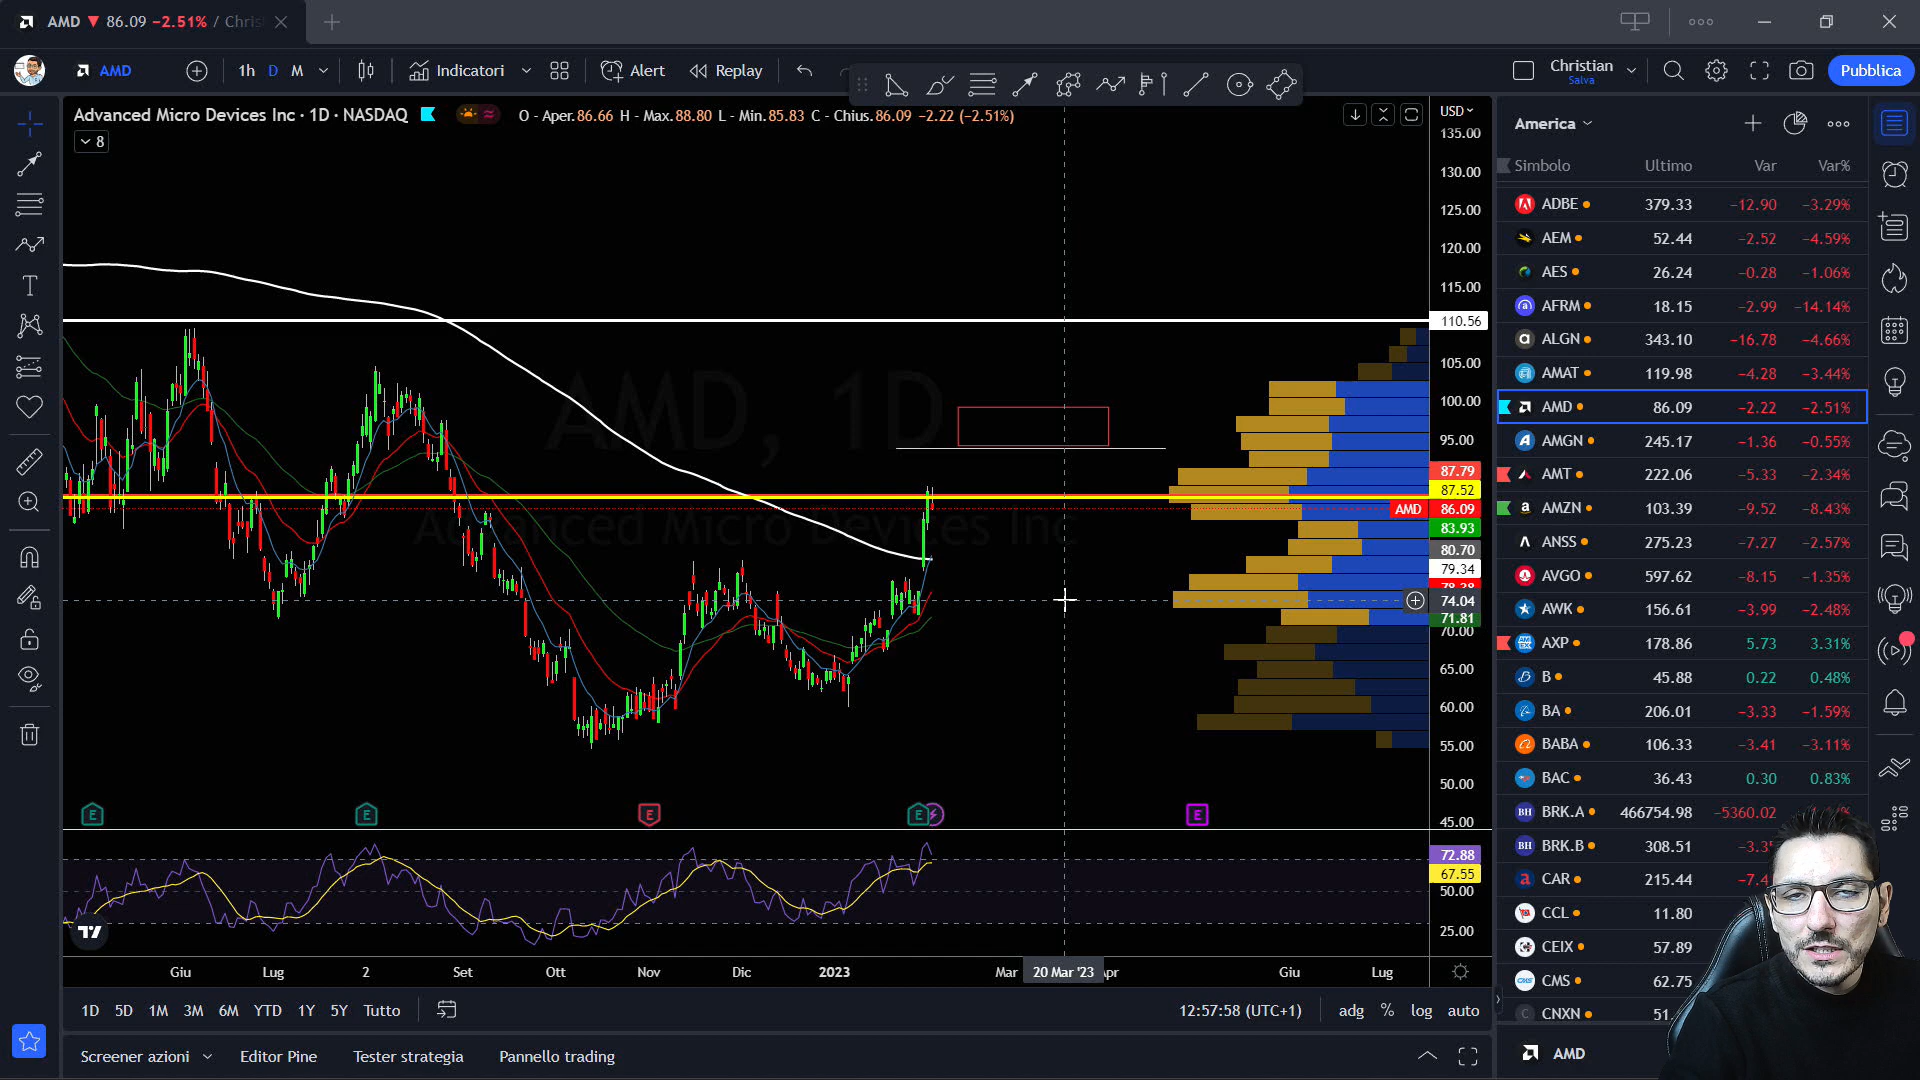 AMD ▼ 86.09 −2.51% / Chris
AMD
1h D M
Indicatori
Alert
Replay
Christian
Salva
Pubblica
Advanced Micro Devices Inc · 1D · NASDAQ
O - Aper.86.66 H - Max.88.80 L - Min.85.83 C - Chius.86.09 −2.22 (−2.51%)
8
AMD, 1D
Advanced Micro Devices Inc
USD
135.00
130.00
125.00
120.00
115.00
110.56
105.00
100.00
95.00
87.79
87.52
AMD 86.09
83.93
80.70
79.34
78.38
74.04
71.81
70.00
65.00
60.00
55.00
50.00
45.00
E E E E E
72.88
67.55
50.00
25.00
Giu Lug 2 Set Ott Nov Dic 2023 Mar 20 Mar '23 Apr Giu Lug
1D 5D 1M 3M 6M YTD 1Y 5Y Tutto
12:57:58 (UTC+1) adg % log auto
Screener azioni Editor Pine Tester strategia Pannello trading
America
Simbolo Ultimo Var Var%
ADBE 379.33 −12.90 −3.29%
AEM 52.44 −2.52 −4.59%
AES 26.24 −0.28 −1.06%
AFRM 18.15 −2.99 −14.14%
ALGN 343.10 −16.78 −4.66%
AMAT 119.98 −4.28 −3.44%
AMD 86.09 −2.22 −2.51%
AMGN 245.17 −1.36 −0.55%
AMT 222.06 −5.33 −2.34%
AMZN 103.39 −9.52 −8.43%
ANSS 275.23 −7.27 −2.57%
AVGO 597.62 −8.15 −1.35%
AWK 156.61 −3.99 −2.48%
AXP 178.86 5.73 3.31%
B 45.88 0.22 0.48%
BA 206.01 −3.33 −1.59%
BABA 106.33 −3.41 −3.11%
BAC 36.43 0.30 0.83%
BRK.A 466754.98 −5360.02
BRK.B 308.51
CAR 215.44
CCL 11.80
CEIX 57.89
CMS 62.75
CNXN 51.
AMD